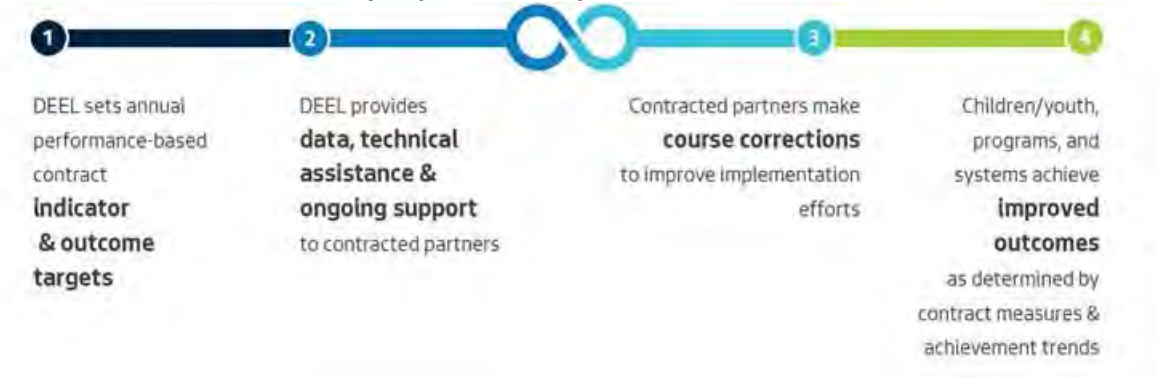 1
2
3
4
DEEL sets annual
performance-based
contract
indicator
& outcome
targets
DEEL provides
data, technical
assistance &
ongoing support
to contracted partners
Contracted partners make
course corrections
to improve implementation
efforts
Children/youth,
programs, and
systems achieve
improved
outcomes
as determined by
contract measures &
achievement trends